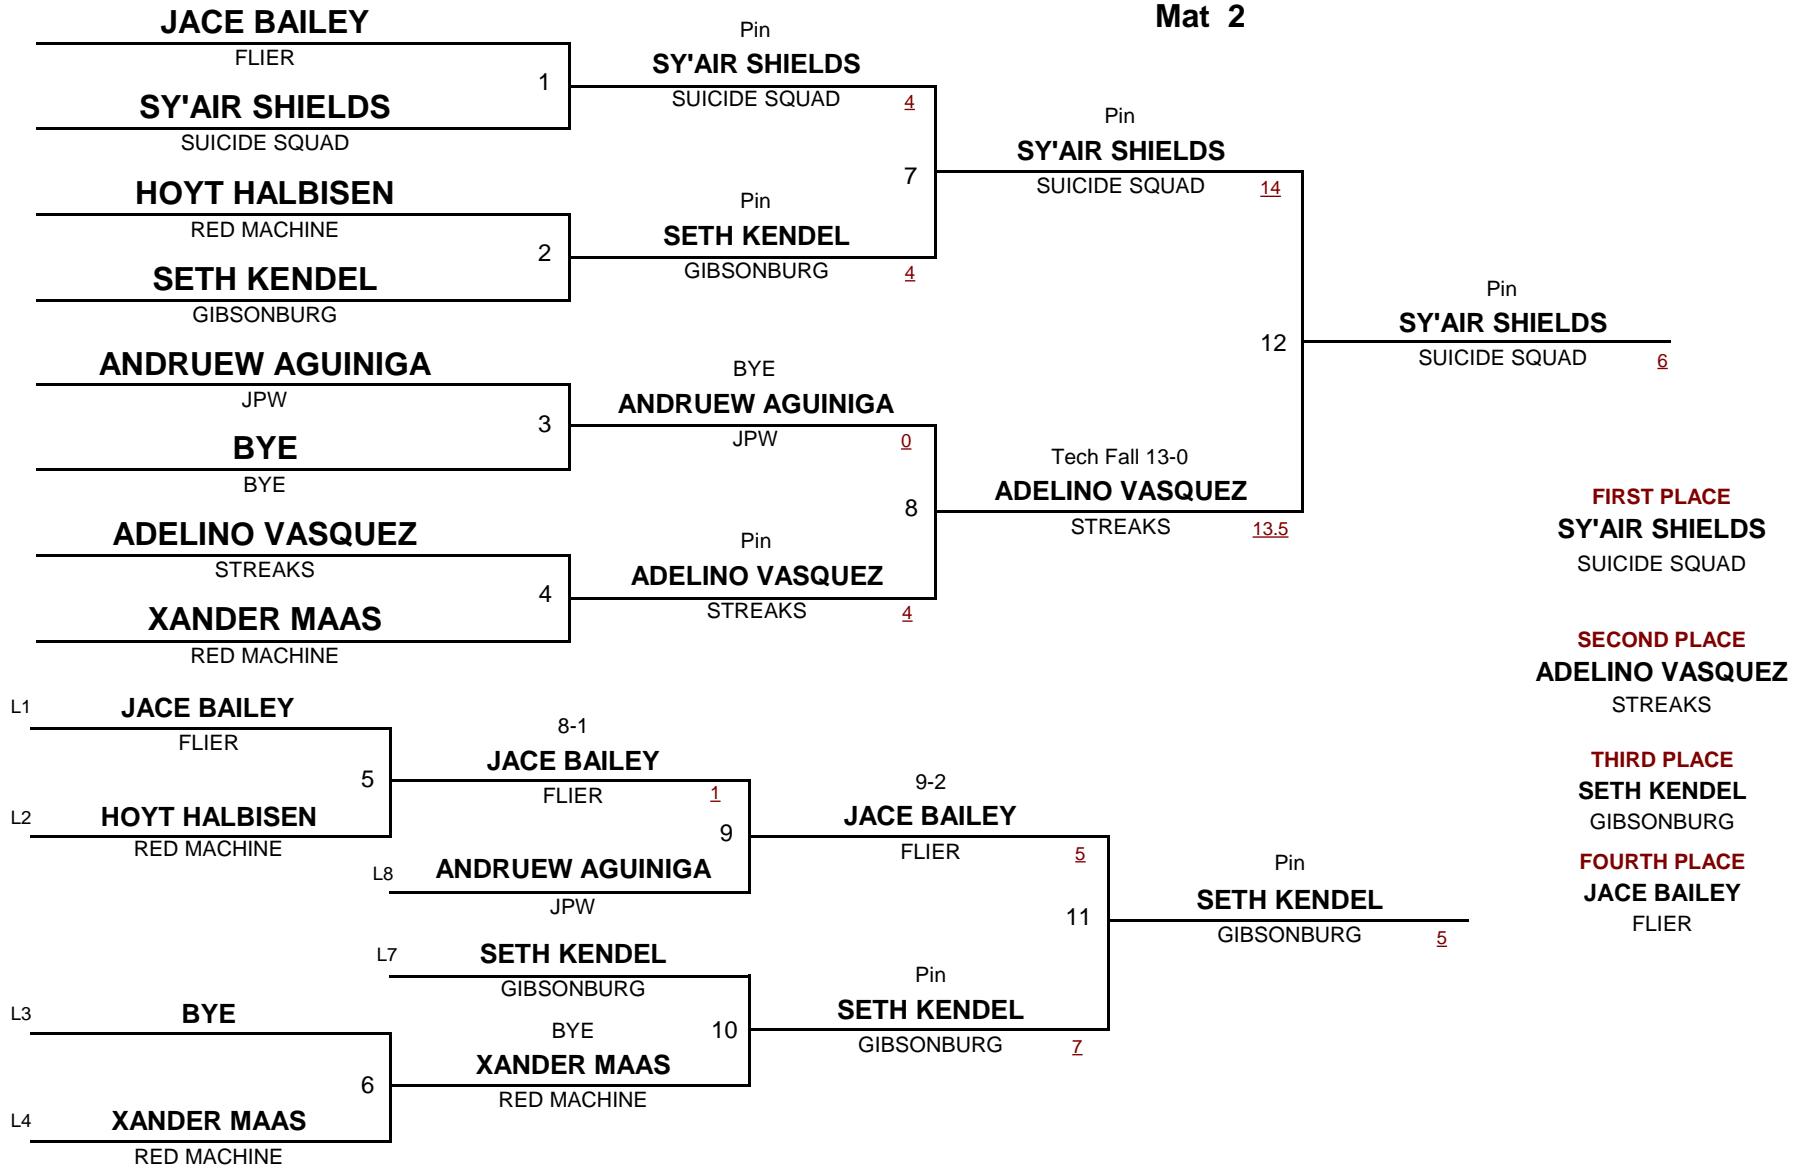 Mat 2
JACE BAILEY
FLIER
1
SY'AIR SHIELDS
SUICIDE SQUAD
HOYT HALBISEN
RED MACHINE
2
SETH KENDEL
GIBSONBURG
ANDRUEW AGUINIGA
JPW
3
BYE
BYE
ADELINO VASQUEZ
STREAKS
4
XANDER MAAS
RED MACHINE
Pin
SY'AIR SHIELDS
SUICIDE SQUAD 4
7
Pin
SETH KENDEL
GIBSONBURG 4
BYE
ANDRUEW AGUINIGA
JPW 0
8
Pin
ADELINO VASQUEZ
STREAKS 4
Pin
SY'AIR SHIELDS
SUICIDE SQUAD 14
12
Tech Fall 13-0
ADELINO VASQUEZ
STREAKS 13.5
Pin
SY'AIR SHIELDS
SUICIDE SQUAD 6
FIRST PLACE
SY'AIR SHIELDS
SUICIDE SQUAD
SECOND PLACE
ADELINO VASQUEZ
STREAKS
THIRD PLACE
SETH KENDEL
GIBSONBURG
FOURTH PLACE
JACE BAILEY
FLIER
L1 JACE BAILEY
FLIER
5
L2 HOYT HALBISEN
RED MACHINE
L3 BYE
6
L4 XANDER MAAS
RED MACHINE
8-1
JACE BAILEY
FLIER 1
9
L8 ANDRUEW AGUINIGA
JPW
L7 SETH KENDEL
GIBSONBURG
10
BYE
XANDER MAAS
RED MACHINE
9-2
JACE BAILEY
FLIER 5
11
Pin
SETH KENDEL
GIBSONBURG 7
Pin
SETH KENDEL
GIBSONBURG 5